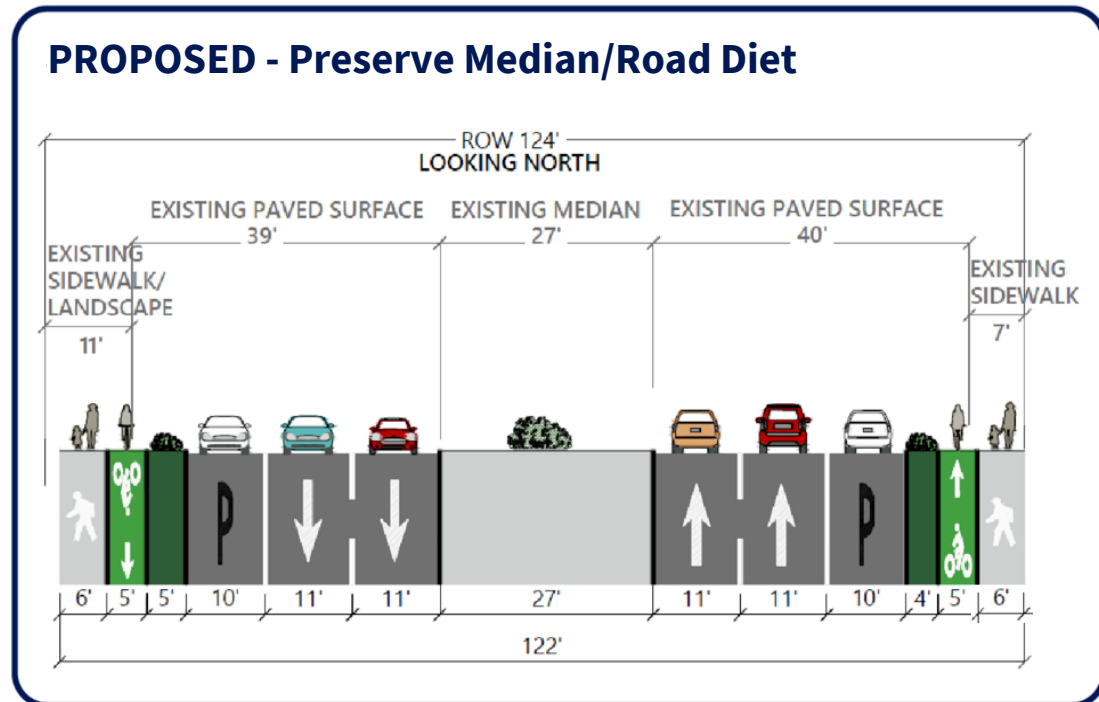 PROPOSED - Preserve Median/Road Diet
ROW 124'
LOOKING NORTH
EXISTING PAVED SURFACE
39'
EXISTING MEDIAN
27'
EXISTING PAVED SURFACE
40'
EXISTING
SIDEWALK/
LANDSCAPE
11'
EXISTING
SIDEWALK
7'
P
P
6' 5' 5' 10' 11' 11' 27' 11' 11' 10' 4' 5' 6'
122'